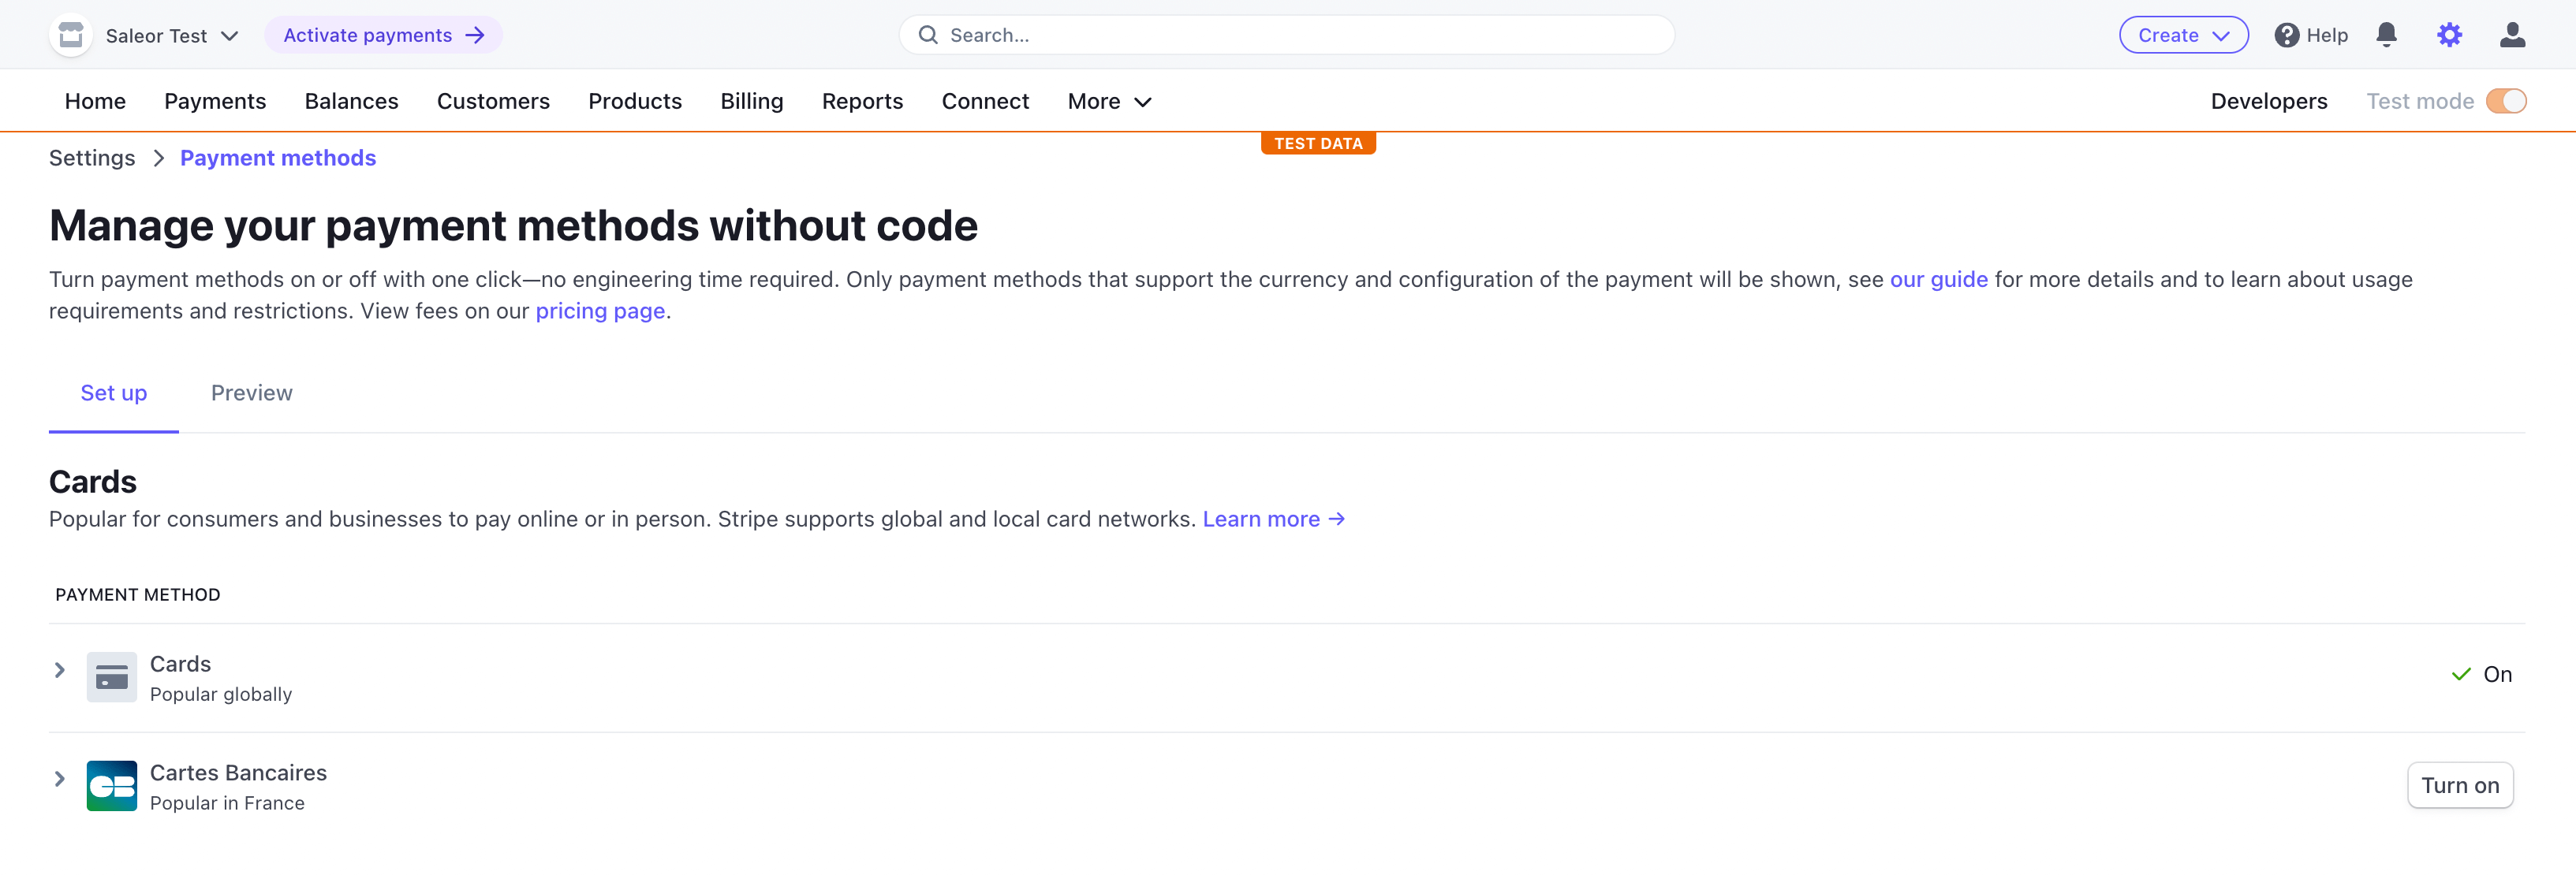 Saleor Test
Activate payments
Search...
Create
Help
Home Payments Balances Customers Products Billing Reports Connect More
Developers Test mode
TEST DATA
Settings Payment methods
Manage your payment methods without code
Turn payment methods on or off with one click—no engineering time required. Only payment methods that support the currency and configuration of the payment will be shown, see our guide for more details and to learn about usage
requirements and restrictions. View fees on our pricing page.
Set up Preview
Cards
Popular for consumers and businesses to pay online or in person. Stripe supports global and local card networks. Learn more →
PAYMENT METHOD
Cards
Popular globally
On
CB
Cartes Bancaires
Popular in France
Turn on